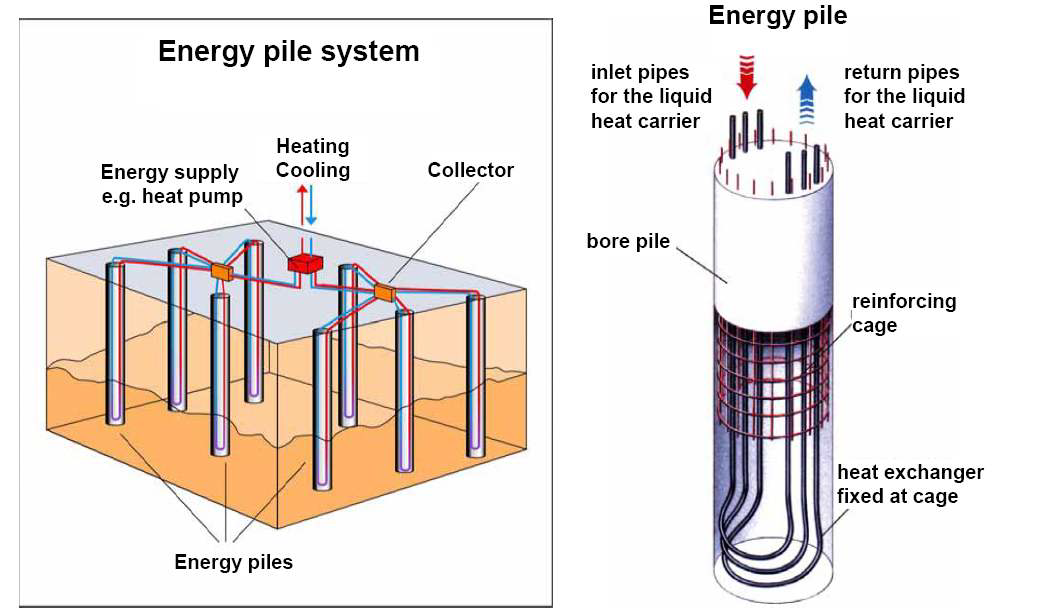 Energy pile system
Heating
Cooling
Energy supply
e.g. heat pump
Collector
Energy piles
Energy pile
inlet pipes
for the liquid
heat carrier
return pipes
for the liquid
heat carrier
bore pile
reinforcing
cage
heat exchanger
fixed at cage